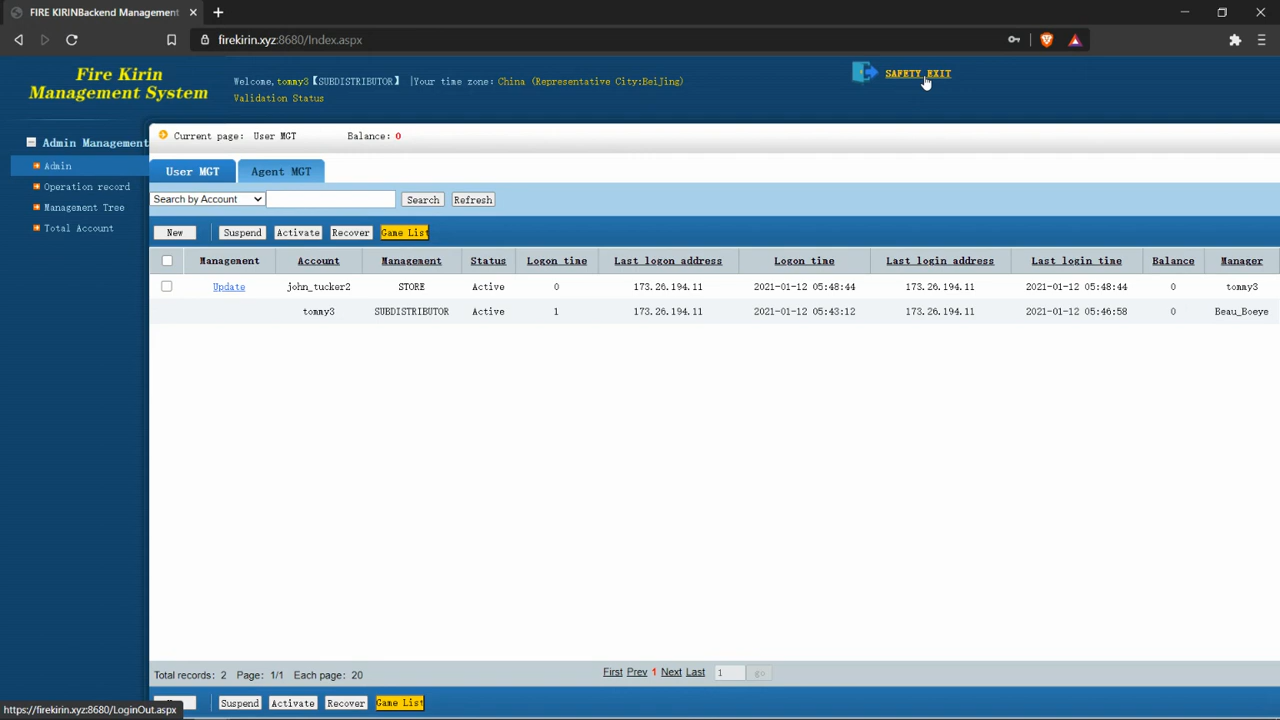 FIRE KIRINBackend Management
firekirin.xyz:8680/Index.aspx
Fire Kirin
Management System
Welcome,tommy3【SUBDISTRIBUTOR】 |Your time zone: China (Representative City:BeiJing)
Validation Status
SAFETY EXIT
Admin Management
Admin
Operation record
Management Tree
Total Account
Current page: User MGT Balance: 0
User MGT Agent MGT
Search by Account Search Refresh
New Suspend Activate Recover Game List
Management Account Management Status Logon time Last logon address Logon time Last login address Last login time Balance Manager
Update john_tucker2 STORE Active 0 173.26.194.11 2021-01-12 05:48:44 173.26.194.11 2021-01-12 05:48:44 0 tommy3
tommy3 SUBDISTRIBUTOR Active 1 173.26.194.11 2021-01-12 05:43:12 173.26.194.11 2021-01-12 05:46:58 0 Beau_Boeye
Total records: 2 Page: 1/1 Each page: 20 First Prev 1 Next Last 1 go
Suspend Activate Recover Game List
https://firekirin.xyz:8680/LoginOut.aspx